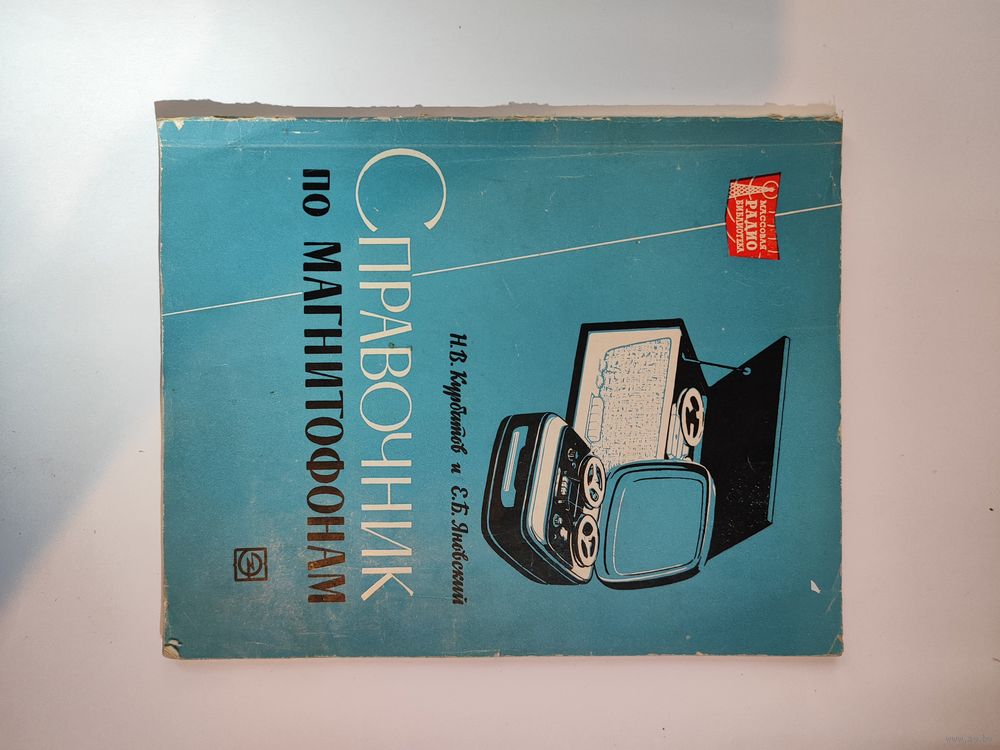 МАССОВАЯ
РАДИО
БИБЛИОТЕКА
Н. В. Курбатов и Е. Б. Яновский
СПРАВОЧНИК
ПО МАГНИТОФОНАМ